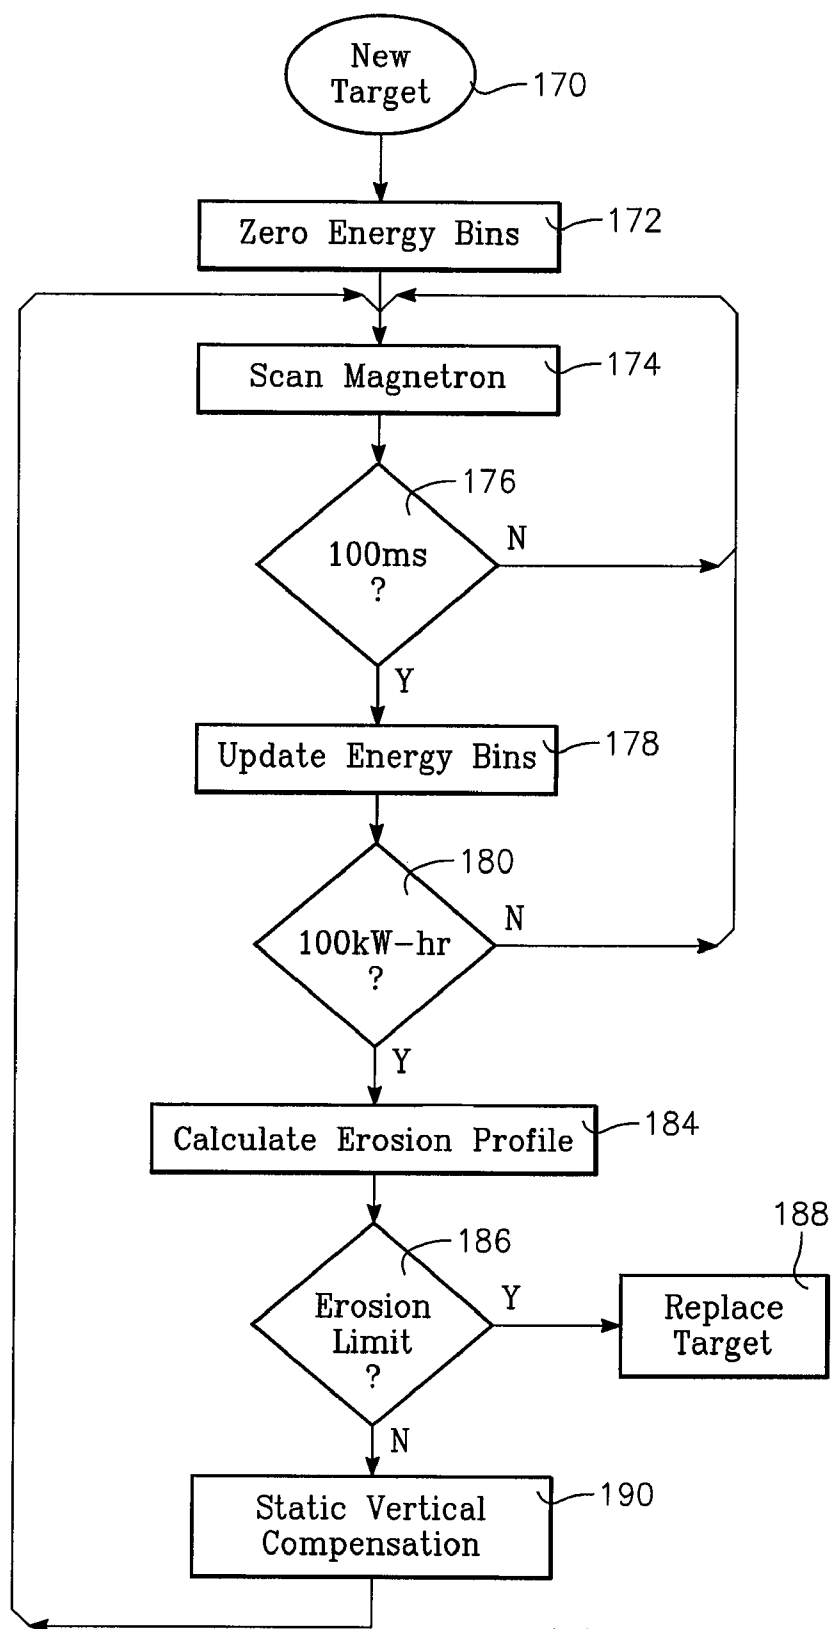 New
Target
170
Zero Energy Bins
172
Scan Magnetron
174
176
100ms
?
N
Y
Update Energy Bins
178
180
100kW-hr
?
N
Y
Calculate Erosion Profile
184
186
188
Erosion
Limit
?
Y
Replace
Target
N
Static Vertical
Compensation
190